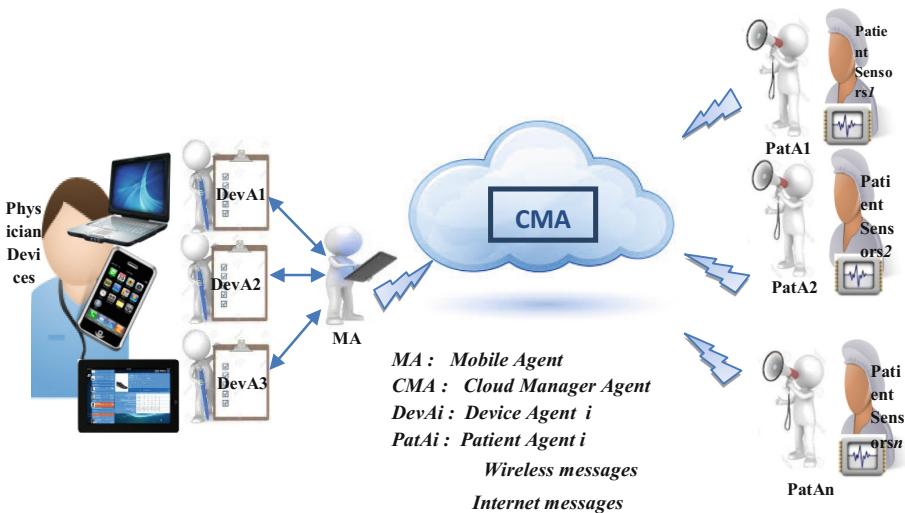 Phys
ician
Devi
ces
DevA1
DevA2
DevA3
MA
CMA
PatA1
Patie
nt
Senso
rs1
PatA2
Pati
ent
Sens
ors2
PatAn
Pati
ent
Sens
orsn
MA : Mobile Agent
CMA : Cloud Manager Agent
DevAi : Device Agent i
PatAi : Patient Agent i
Wireless messages
Internet messages